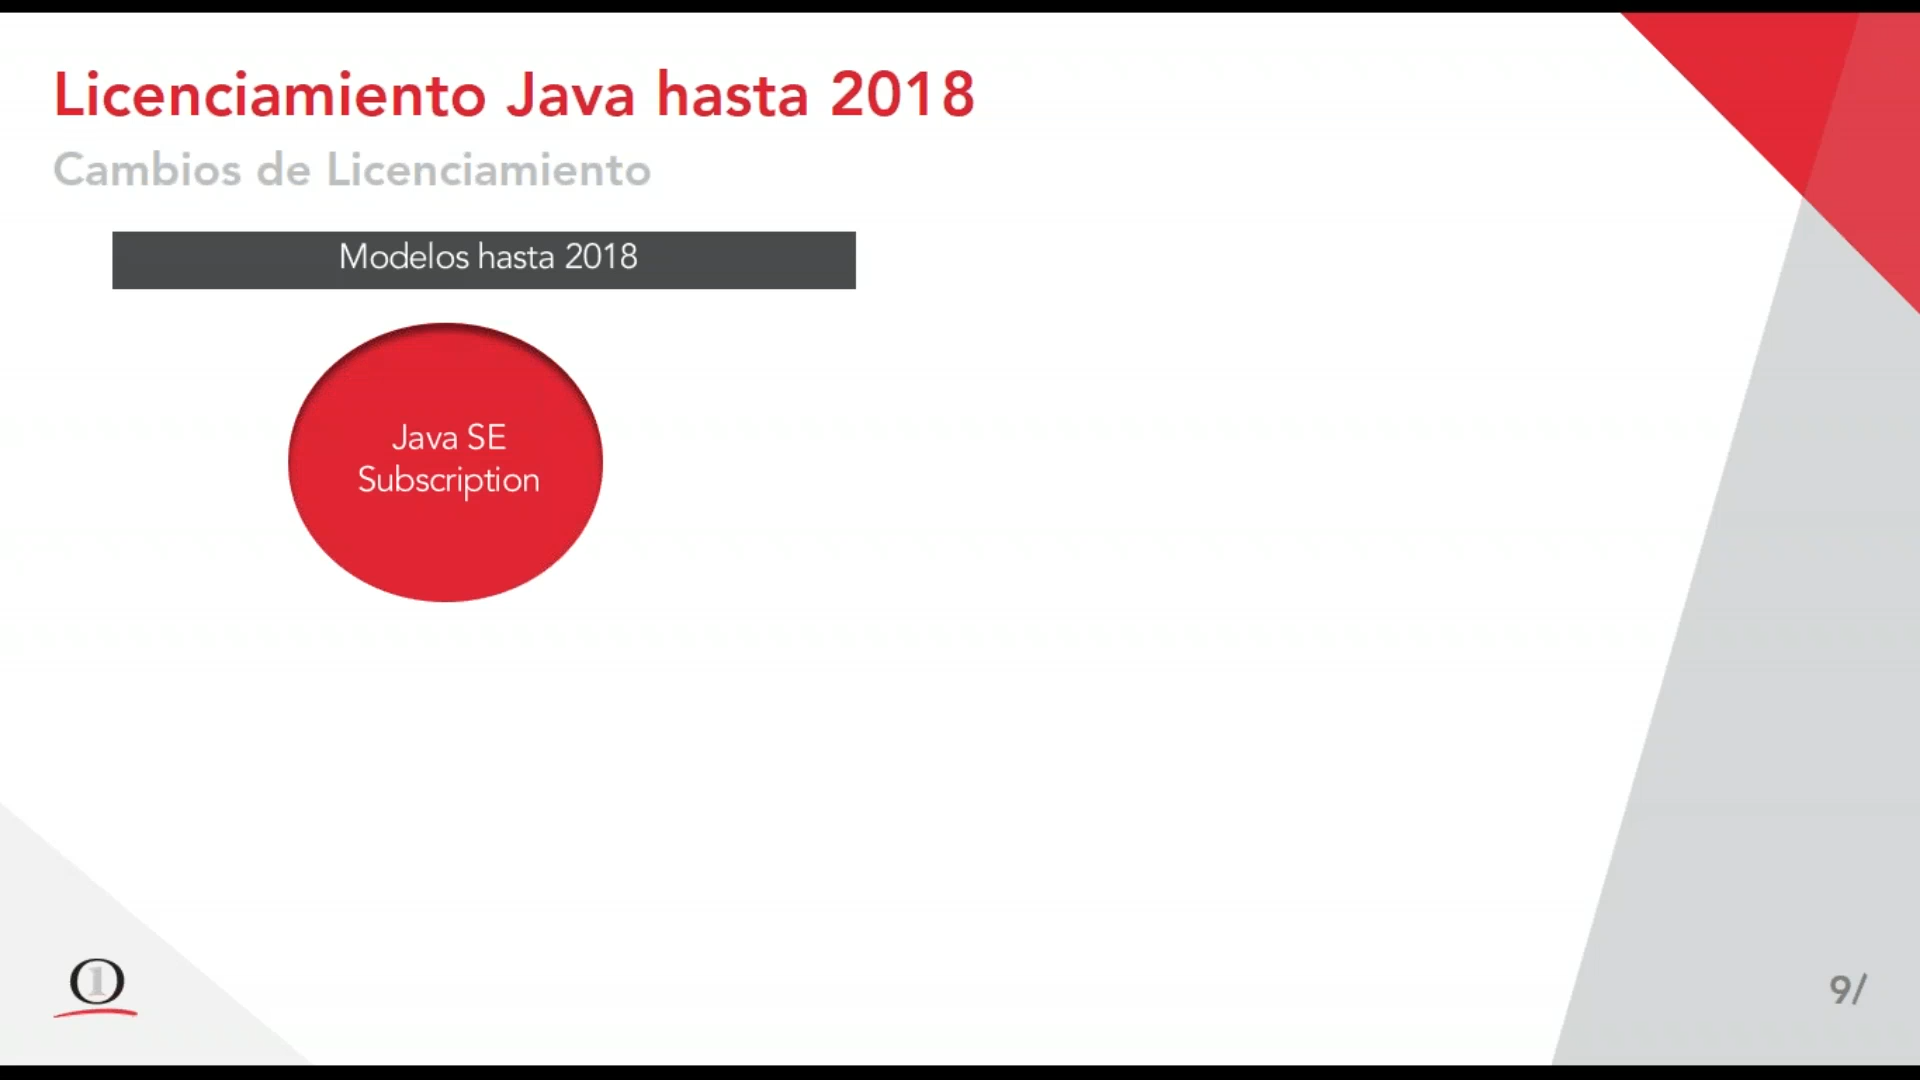 Licenciamiento Java hasta 2018
Cambios de Licenciamiento
Modelos hasta 2018
Java SE
Subscription
9/